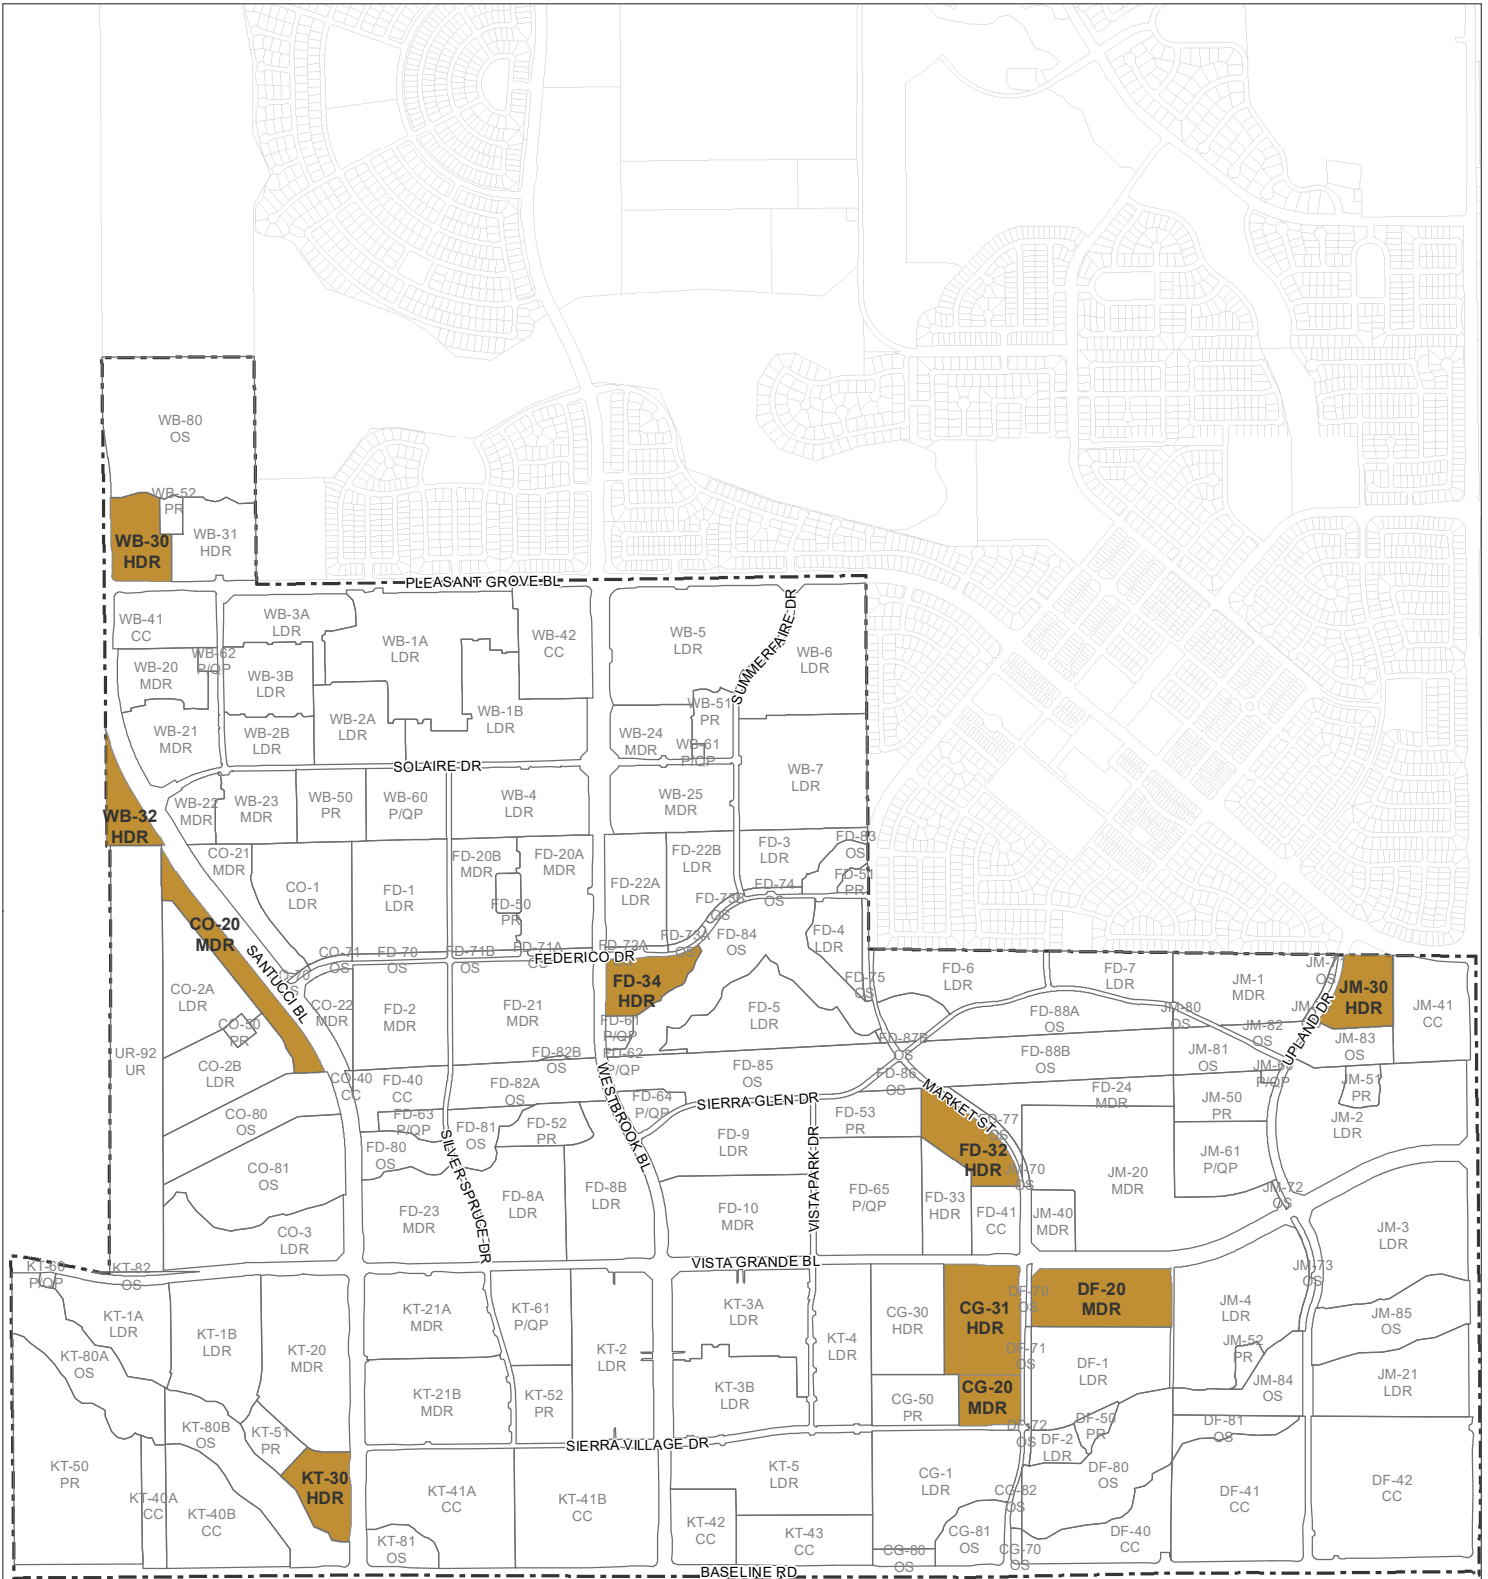 WB-80
OS
WB-52
PR
WB-30
HDR
WB-31
HDR
PLEASANT GROVE BL
WB-41
CC
WB-3A
LDR
WB-1A
LDR
WB-42
CC
WB-5
LDR
SUMMERFAIRE DR
WB-6
LDR
WB-62
P/QP
WB-20
MDR
WB-3B
LDR
WB-21
MDR
WB-2B
LDR
WB-2A
LDR
WB-1B
LDR
WB-24
MDR
WB-51
PR
WB-61
P/QP
WB-7
LDR
SOLAIRE DR
WB-32
HDR
WB-22
MDR
WB-23
MDR
WB-50
PR
WB-60
P/QP
WB-4
LDR
WB-25
MDR
CO-21
MDR
CO-1
LDR
FD-1
LDR
FD-20B
MDR
FD-20A
MDR
FD-50
PR
FD-22A
LDR
FD-22B
LDR
FD-3
LDR
FD-83
OS
FD-51
PR
FD-74
OS
FD-73B
OS
CO-20
MDR
SANTUCCI BL
CO-71
OS
FD-70
OS
FD-71B
OS
FD-71A
OS
FD-73A
FEDERICO DR
FD-73A
OS
FD-84
OS
FD-4
LDR
FD-75
OS
FD-6
LDR
FD-7
LDR
JM-1
MDR
OS
JM-30
HDR
JM-41
CC
CO-2A
LDR
OS
CO-22
MDR
FD-2
MDR
FD-21
MDR
FD-34
HDR
FD-5
LDR
FD-88A
OS
JM-80
OS
JM-82
OS
UPLAND DR
JM-83
OS
CO-50
PR
UR-92
UR
CO-2B
LDR
CO-40
CC
FD-40
CC
FD-82B
OS
FD-82A
OS
FD-61
P/QP
FD-62
P/QP
FD-85
OS
FD-87B
OS
FD-86
OS
FD-88B
OS
JM-81
OS
P/QP
JM-51
PR
CO-80
OS
FD-63
P/QP
FD-81
OS
FD-52
PR
FD-64
P/QP
SIERRA GLEN DR
FD-53
PR
MARKET ST
FD-77
OS
FD-24
MDR
JM-50
PR
JM-2
LDR
CO-81
OS
FD-80
OS
SILVER SPRUCE DR
WESTBROOK BL
FD-9
LDR
VISTA PARK DR
FD-32
HDR
JM-70
OS
JM-20
MDR
JM-61
P/QP
JM-72
OS
CO-3
LDR
FD-23
MDR
FD-8A
LDR
FD-8B
LDR
FD-10
MDR
FD-65
P/QP
FD-33
HDR
FD-41
CC
JM-40
MDR
JM-3
LDR
VISTA GRANDE BL
KT-60
P/QP
KT-82
OS
JM-73
OS
KT-1A
LDR
KT-1B
LDR
KT-20
MDR
KT-21A
MDR
KT-61
P/QP
KT-2
LDR
KT-3A
LDR
KT-4
LDR
CG-30
HDR
CG-31
HDR
DF-70
OS
DF-20
MDR
JM-4
LDR
JM-85
OS
KT-80A
OS
KT-21B
MDR
KT-52
PR
KT-3B
LDR
CG-50
PR
CG-20
MDR
DF-71
OS
DF-1
LDR
JM-52
PR
JM-84
OS
JM-21
LDR
KT-80B
OS
KT-51
PR
SIERRA VILLAGE DR
DF-72
OS
DF-50
PR
DF-2
LDR
DF-81
OS
KT-50
PR
KT-40A
CC
KT-40B
CC
KT-30
HDR
KT-41A
CC
KT-41B
CC
KT-5
LDR
CG-1
LDR
CG-82
OS
DF-80
OS
DF-41
CC
DF-42
CC
KT-81
OS
KT-42
CC
KT-43
CC
CG-80
OS
CG-81
OS
CG-70
OS
DF-40
CC
BASELINE RD